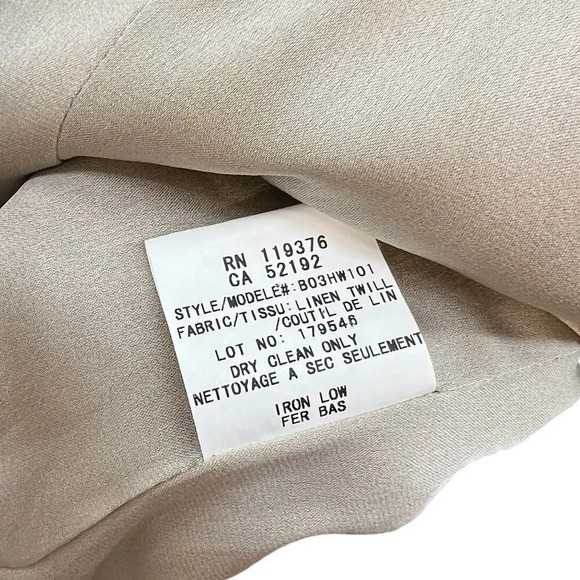 RN 119376
CA 52192
STYLE/MODELE#:B03HW101
FABRIC/TISSU:LINEN TWILL
/COUTIL DE LIN
LOT NO: 179546
DRY CLEAN ONLY
NETTOYAGE A SEC SEULEMENT
IRON LOW
FER BAS